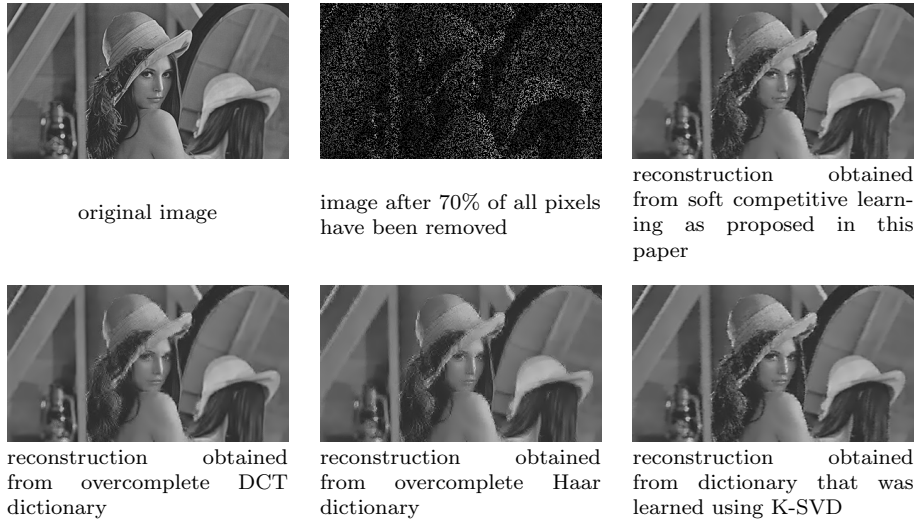 original image
image after 70% of all pixels
have been removed
reconstruction obtained
from soft competitive learn-
ing as proposed in this
paper
reconstruction obtained
from overcomplete DCT
dictionary
reconstruction obtained
from overcomplete Haar
dictionary
reconstruction obtained
from dictionary that was
learned using K-SVD